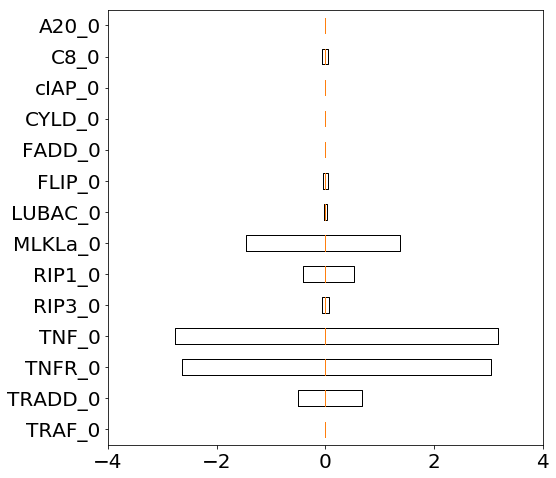 A20_0
C8_0
cIAP_0
CYLD_0
FADD_0
FLIP_0
LUBAC_0
MLKLa_0
RIP1_0
RIP3_0
TNF_0
TNFR_0
TRADD_0
TRAF_0
−4 −2 0 2 4